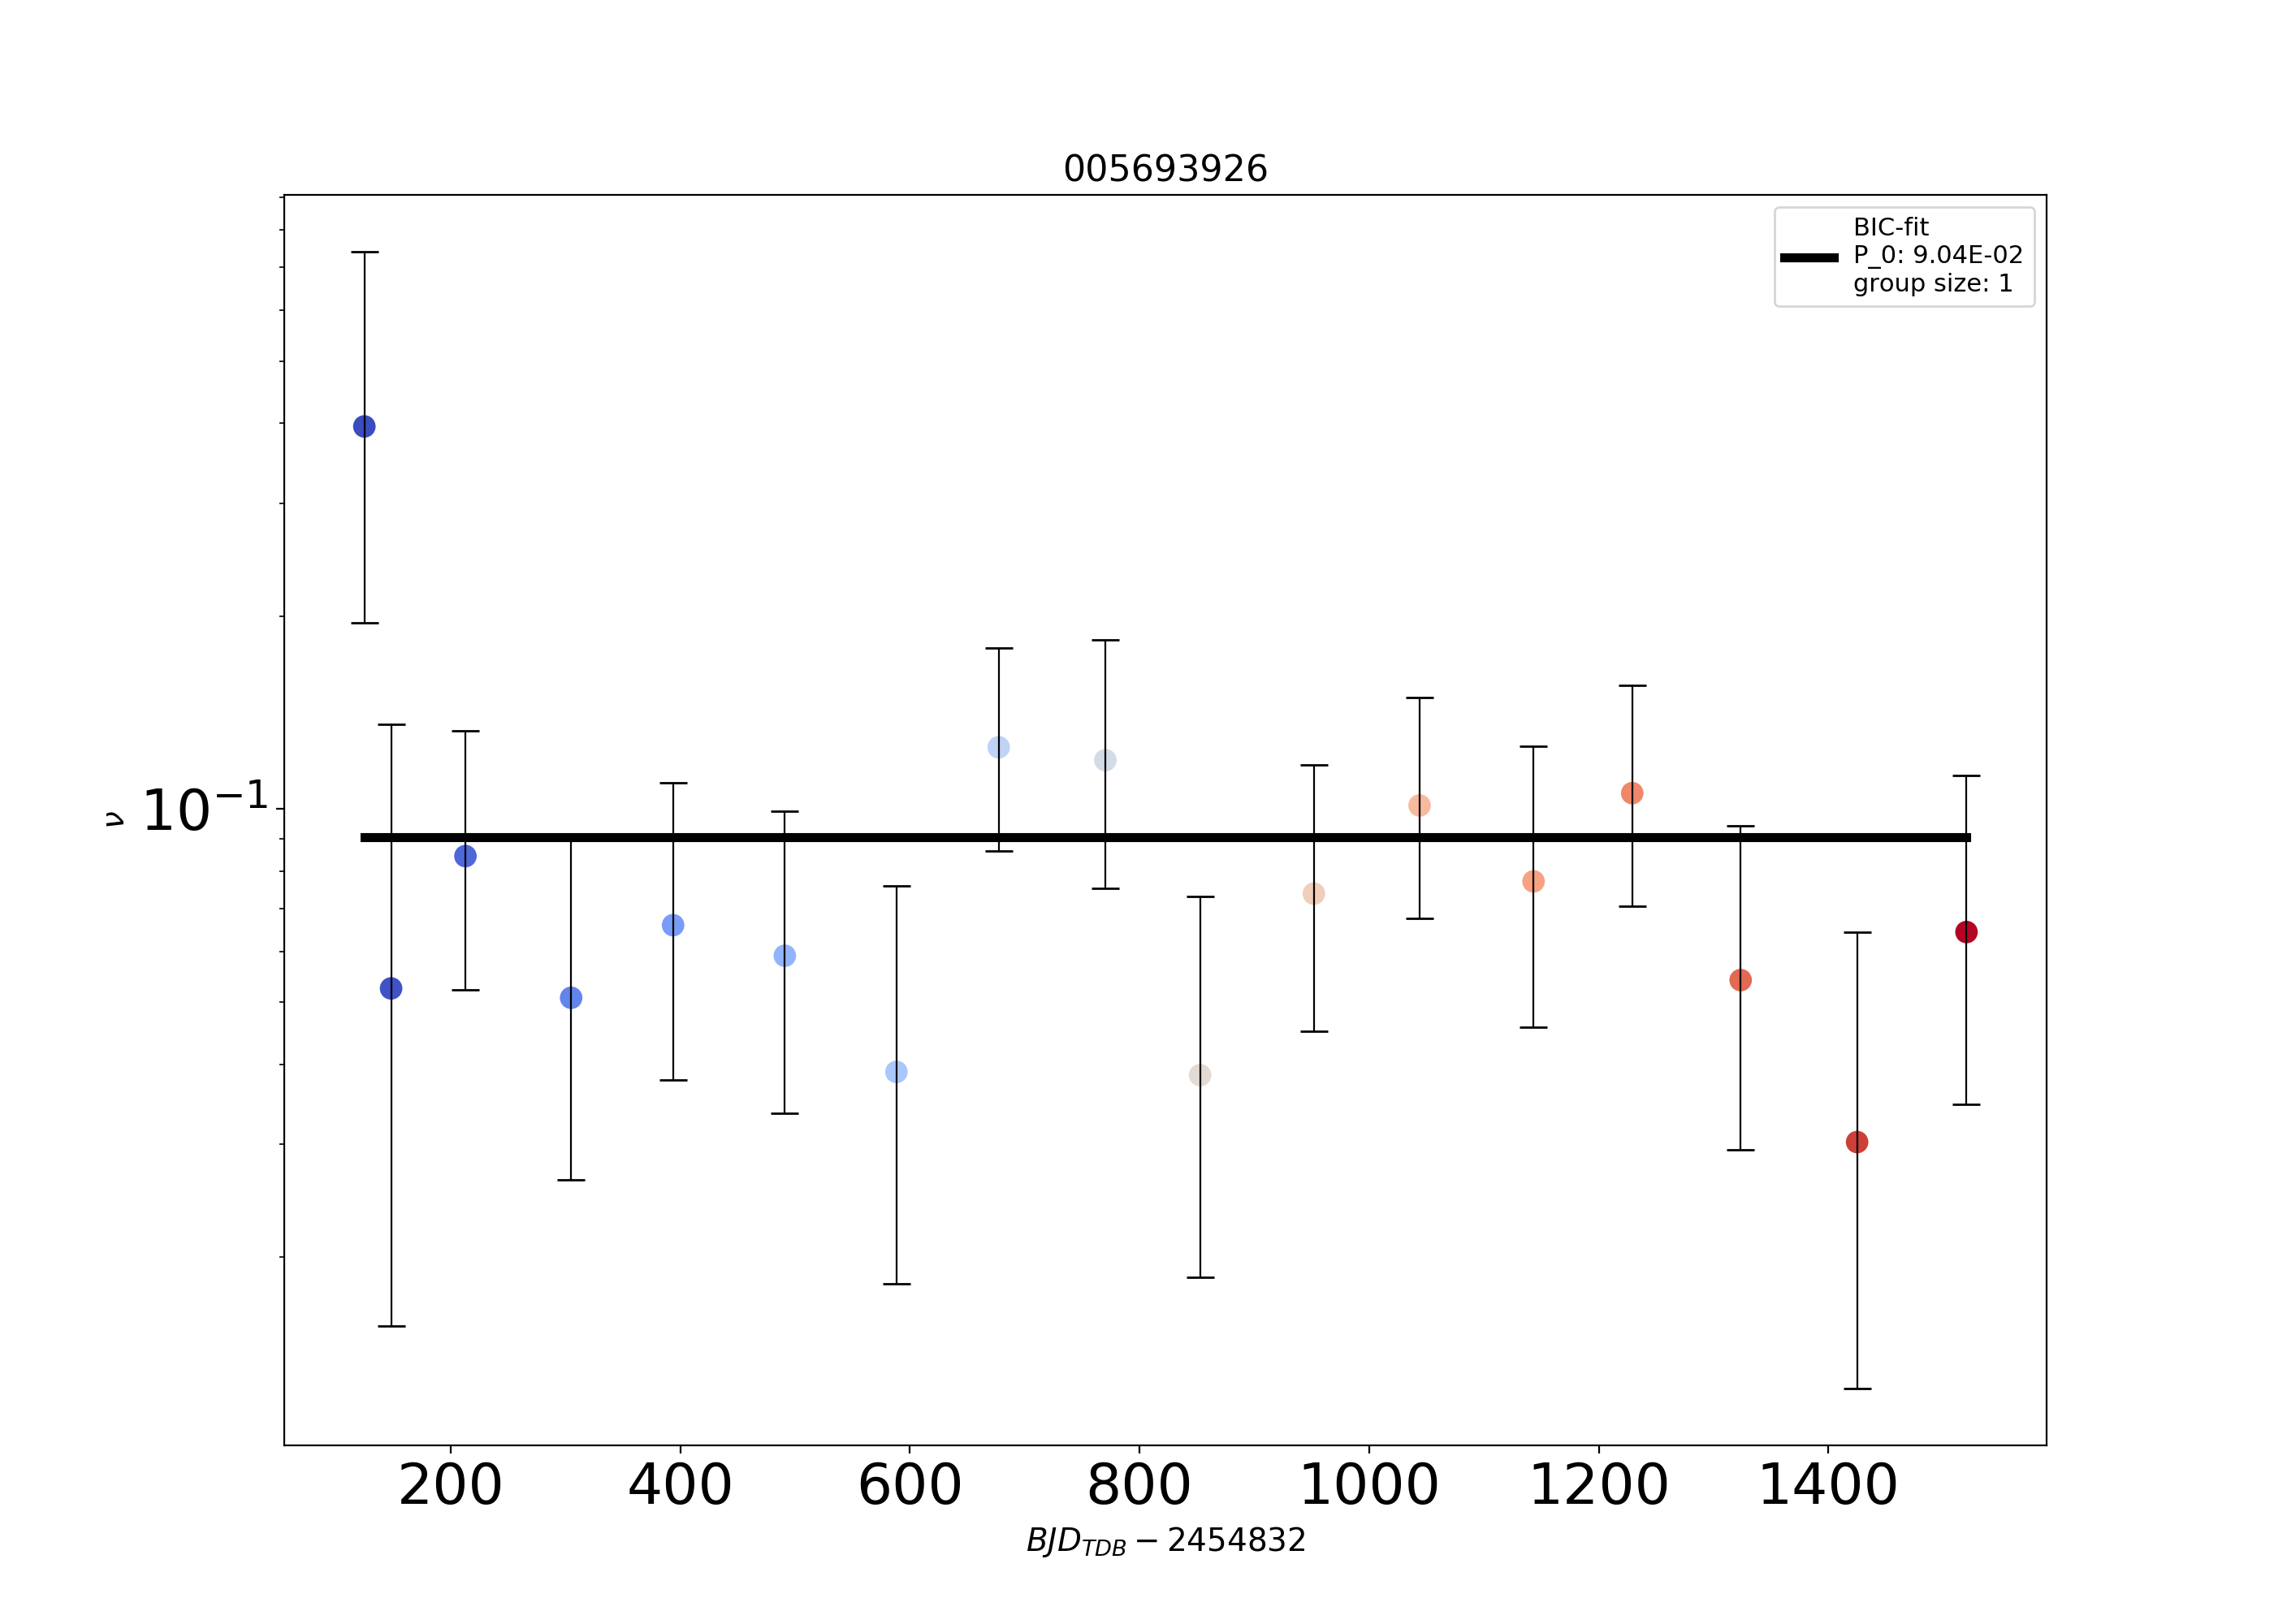 005693926
BIC-fit
P_0: 9.04E-02
group size: 1
ν
10⁻¹
200 400 600 800 1000 1200 1400
BJD_TDB − 2454832